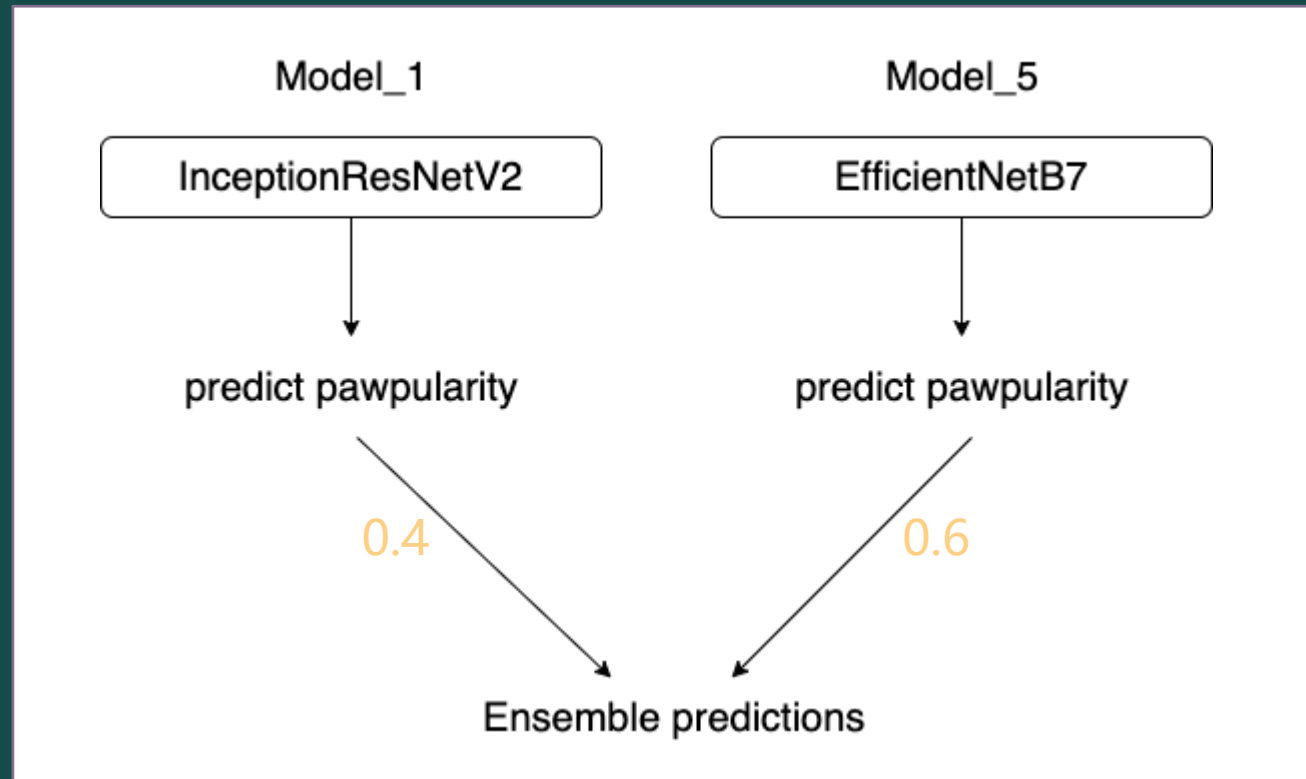 Model_1
Model_5
InceptionResNetV2
EfficientNetB7
predict pawpularity
predict pawpularity
0.4
0.6
Ensemble predictions